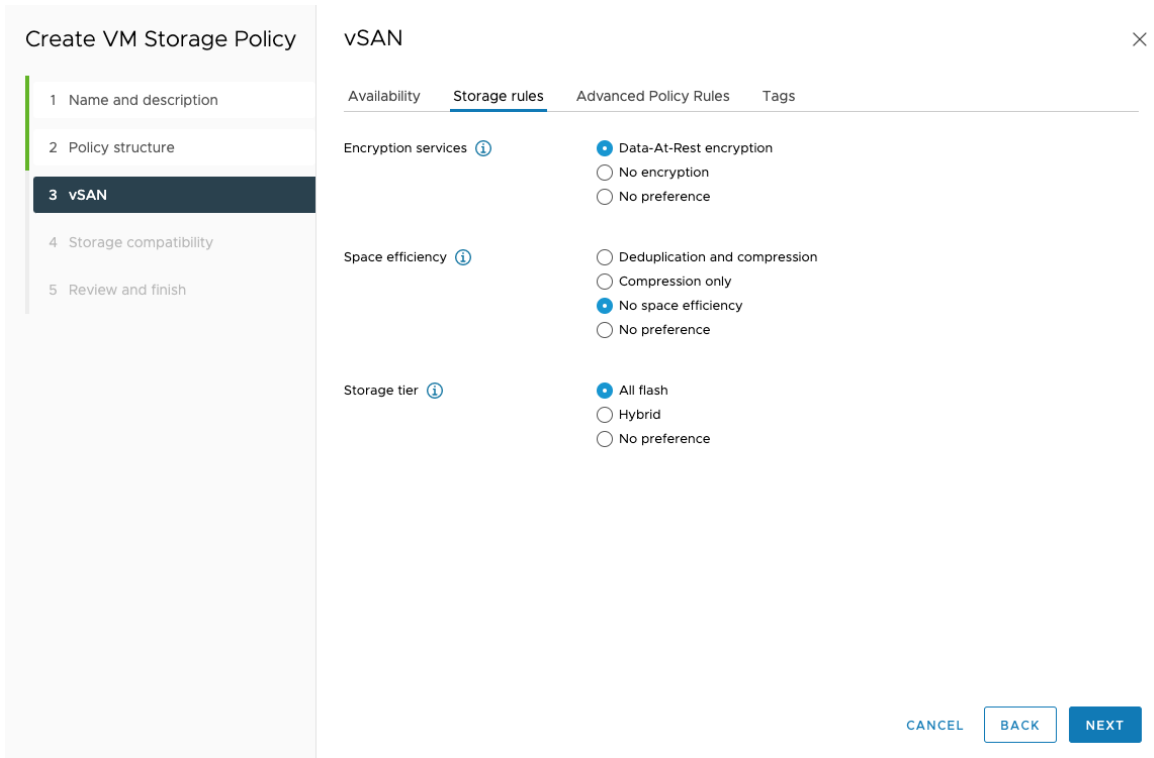 Create VM Storage Policy
1 Name and description
2 Policy structure
3 vSAN
4 Storage compatibility
5 Review and finish
vSAN
Availability Storage rules Advanced Policy Rules Tags
Encryption services
Data-At-Rest encryption
No encryption
No preference
Space efficiency
Deduplication and compression
Compression only
No space efficiency
No preference
Storage tier
All flash
Hybrid
No preference
CANCEL BACK NEXT